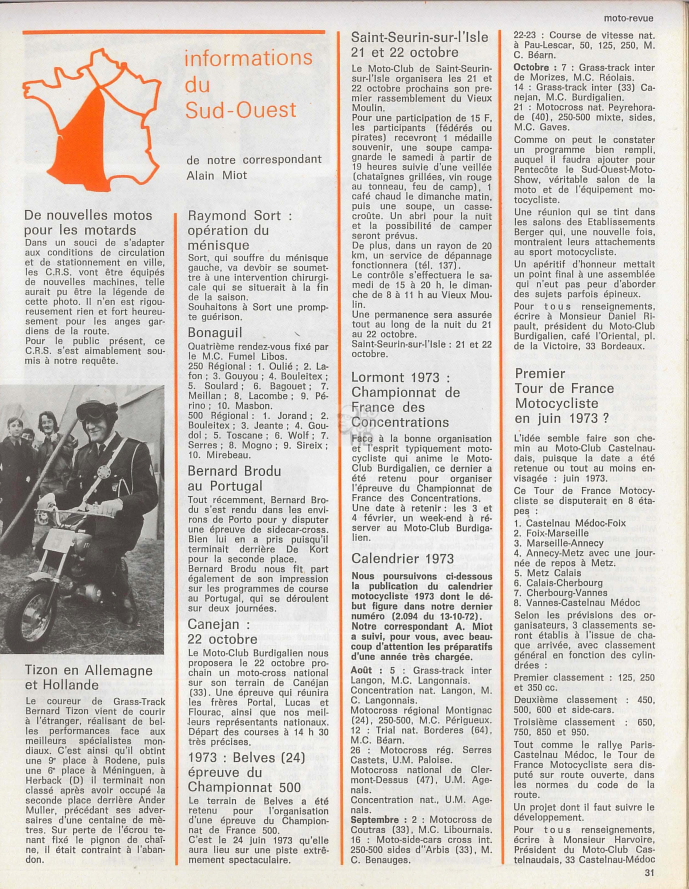 moto-revue
informations
du
Sud-Ouest
de notre correspondant
Alain Miot
De nouvelles motos
pour les motards
Dans un souci de s'adapter
aux conditions de circulation
et de stationnement en ville,
les C.R.S. vont être équipés
de nouvelles machines, telle
aurait pu être la légende de
cette photo. Il n'en est rigou-
reusement rien et fort heureu-
sement pour les anges gar-
diens de la route.
Pour le public présent, ce
C.R.S. s'est aimablement sou-
mis à notre requête.
Tizon en Allemagne
et Hollande
Le coureur de Grass-Track
Bernard Tizon vient de courir
à l'étranger, réalisant de bel-
les performances face aux
meilleurs spécialistes mon-
diaux. C'est ainsi qu'il obtint
une 9e place à Rodene, puis
une 6e place à Méninguen, à
Herback (D) il terminait non
classé après avoir occupé la
seconde place derrière Ander
Muller, précédant ses adver-
saires d'une centaine de mè-
tres. Sur perte de l'écrou te-
nant fixé le pignon de chaî-
ne, il était contraint à l'aban-
don.
Raymond Sort :
opération du
ménisque
Sort, qui souffre du ménisque
gauche, va devbir se soumet-
tre à une intervention chirurgi-
cale qui se situerait à la fin
de la saison.
Souhaitons à Sort une promp-
te guérison.
Bonaguil
Quatrième rendez-vous fixé par
le M.C. Fumel Libos.
250 Régional : 1. Oulié ; 2. La-
fon ; 3. Gouyou ; 4. Bouleitex ;
5. Soulard ; 6. Bagouet ; 7.
Meillan ; 8, Lacombe ; 9. Pé-
rino ; 10. Masbon.
500 Régional : 1. Jorand ; 2.
Bouleitex ; 3. Jeante ; 4. Gou-
dol ; 5. Toscane ; 6. Wolf ; 7.
Serres ; 8. Mogno ; 9. Sireix ;
10. Mirebeau.
Bernard Brodu
au Portugal
Tout récemment, Bernard Bro-
du s'est rendu dans les envi-
rons de Porto pour y disputer
une épreuve de sidecar-cross.
Bien lui en a pris puisqu'il
terminait derrière De Kort
pour la seconde place.
Bernard Brodu nous fit part
également de son impression
sur les programmes de course
au Portugal, qui se déroulent
sur deux journées.
Canejan :
22 octobre
Le Moto-Club Burdigalien nous
proposera le 22 octobre pro-
chain un moto-cross national
sur son terrain de Canéjan
(33). Une épreuve qui réunira
les frères Portal, Lucas et
Flourac, ainsi que nos meil-
leurs représentants nationaux.
Départ des courses à 14 h 30
très précises.
1973 : Belves (24)
épreuve du
Championnat 500
Le terrain de Belves a été
retenu pour l'organisation
d'une épreuve du Champion-
nat de France 500.
C'est le 24 juin 1973 qu'elle
aura lieu sur une piste extrê-
mement spectaculaire.
Saint-Seurin-sur-l'Isle
21 et 22 octobre
Le Moto-Club de Saint-Seurin-
sur-l'Isle organisera les 21 et
22 octobre prochains son pre-
mier rassemblement du Vieux
Moulin.
Pour une participation de 15 F,
les participants (fédérés ou
pirates) recevront 1 médaille
souvenir, une soupe campa-
gnarde le samedi à partir de
19 heures suivie d'une veillée
(chataîgnes grillées, vin rouge
au tonneau, feu de camp), 1
café chaud le dimanche matin,
puis une soupe, un casse-
croûte. Un abri pour la nuit
et la possibilité de camper
seront prévus.
De plus, dans un rayon de 20
km, un service de dépannage
fonctionnera (tél. 137).
Le contrôle s'effectuera le sa-
medi de 15 à 20 h, le diman-
che de 8 à 11 h au Vieux Mou-
lin.
Une permanence sera assurée
tout au long de la nuit du 21
au 22 octobre.
Saint-Seurin-sur-l'Isle : 21 et 22
octobre.
Lormont 1973 :
Championnat de
France des
Concentrations
Face à la bonne organisation
et l'esprit typiquement moto-
cycliste qui anime le Moto-
Club Burdigalien, ce dernier a
été retenu pour organiser
l'épreuve du Championnat de
France des Concentrations.
Une date à retenir : les 3 et
4 février, un week-end à ré-
server au Moto-Club Burdiga-
lien.
Calendrier 1973
Nous poursuivons ci-dessous
la publication du calendrier
motocycliste 1973 dont le dé-
but figure dans notre dernier
numéro (2.094 du 13-10-72).
Notre correspondant A. Miot
a suivi, pour vous, avec beau-
coup d'attention les préparatifs
d'une année très chargée.
Août : 5 : Grass-track inter
Langon, M.C. Langonnais.
Concentration nat. Langon, M.
C. Langonnais.
Motocross régional Montignac
(24), 250-500, M.C. Périgueux.
12 : Trial nat. Borderes (64),
M.C. Béarn.
26 : Motocross rég. Serres
Castets, U.M. Paloise.
Motocross national de Cler-
mont-Dessus (47), U.M. Age-
nais.
Concentration nat., U.M. Age-
nais.
Septembre : 2 : Motocross de
Coutras (33), M.C. Libournais.
16 : Moto-side-cars cross int.
250-500 sides d''Arbis (33), M.
C. Benauges.
22-23 : Course de vitesse nat.
à Pau-Lescar, 50, 125, 250, M.
C. Béarn.
Octobre : 7 : Grass-track inter
de Morizes, M.C. Réolais.
14 : Grass-track inter (33) Ca-
nejan, M.C. Burdigalien.
21 : Motocross nat. Peyrehora-
de (40), 250-500 mixte, sides,
M.C. Gaves.
Comme on peut le constater
un programme bien rempli,
auquel il faudra ajouter pour
Pentecôte le Sud-Ouest-Moto-
Show, véritable salon de la
moto et de l'équipement mo-
tocycliste.
Une réunion qui se tint dans
les salons des Etablissements
Berger qui, une nouvelle fois,
montraient leurs attachements
au sport motocycliste.
Un apéritif d'honneur mettait
un point final à une assemblée
qui n'eut pas peur d'aborder
des sujets parfois épineux.
Pour tous renseignements,
écrire à Monsieur Daniel Ri-
pault, président du Moto-Club
Burdigalien, café l'Oriental, pl.
de la Victoire, 33 Bordeaux.
Premier
Tour de France
Motocycliste
en juin 1973 ?
L'idée semble faire son che-
min au Moto-Club Castelnau-
dais, puisque la date a été
retenue ou tout au moins en-
visagée : juin 1973.
Ce Tour de France Motocy-
cliste se disputerait en 8 éta-
pes :
1. Castelnau Médoc-Foix
2. Foix-Marseille
3. Marseille-Annecy
4. Annecy-Metz avec une jour-
née de repos à Metz.
5. Metz Calais
6. Calais-Cherbourg
7. Cherbourg-Vannes
8. Vannes-Castelnau Médoc
Selon les prévisions des or-
ganisateurs, 3 classements se-
ront établis à l'issue de cha-
que arrivée, avec classement
général en fonction des cylin-
drées :
Premier classement : 125, 250
et 350 cc.
Deuxième classement : 450,
500, 600 et side-cars.
Troisième classement : 650,
750, 850 et 950.
Tout comme le rallye Paris-
Castelnau Médoc, le Tour de
France Motocycliste sera dis-
puté sur route ouverte, dans
les normes du code de la
route.
Un projet dont il faut suivre le
développement.
Pour tous renseignements,
écrire à Monsieur Harvoire,
Président du Moto-Club Cas-
telnaudais, 33 Castelnau-Médoc
31